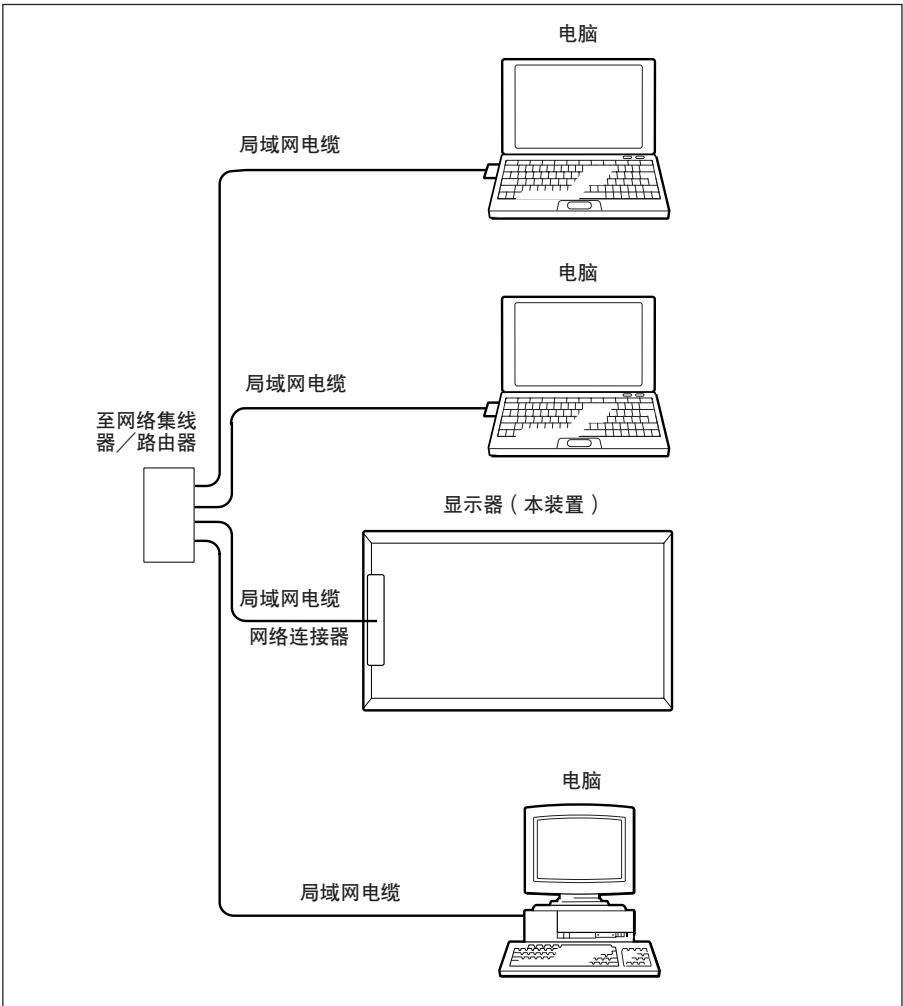 电脑
局域网电缆
电脑
局域网电缆
至网络集线
器／路由器
显示器（本装置）
局域网电缆
网络连接器
电脑
局域网电缆